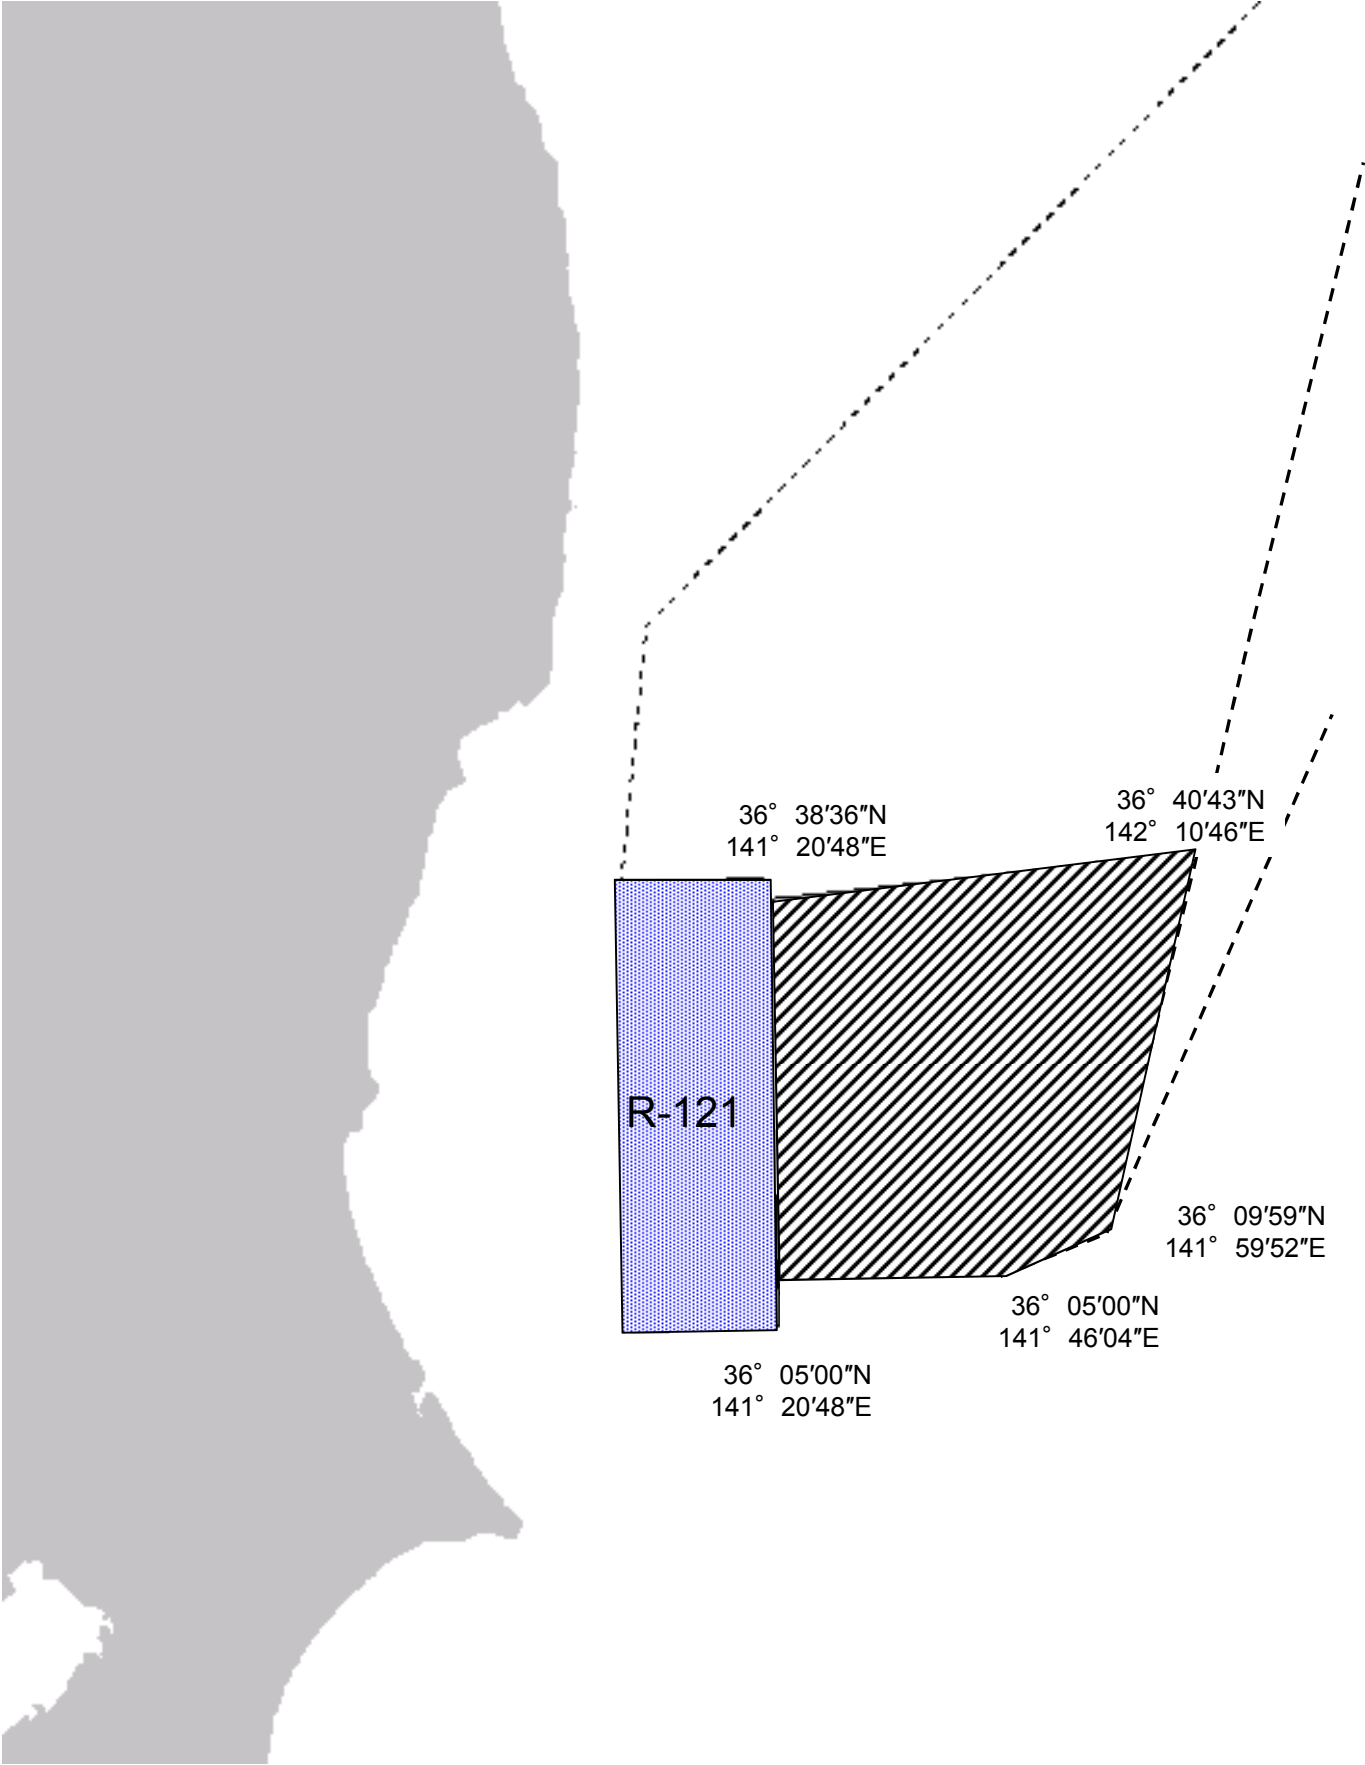 36° 38′36″N
141° 20′48″E
36° 40′43″N
142° 10′46″E
R-121
36° 09′59″N
141° 59′52″E
36° 05′00″N
141° 46′04″E
36° 05′00″N
141° 20′48″E